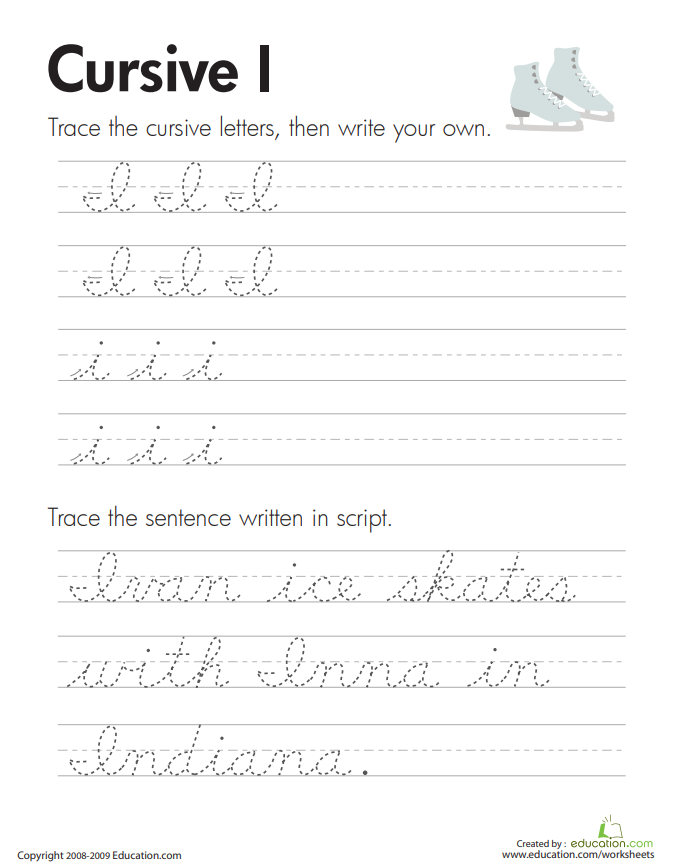 Cursive I
Trace the cursive letters, then write your own.
I I I
I I I
i i i
i i i
Trace the sentence written in script.
Ivan ice skates
with Inna in
Indiana.
Created by :
education.com
Copyright 2008-2009 Education.com
www.education.com/worksheets